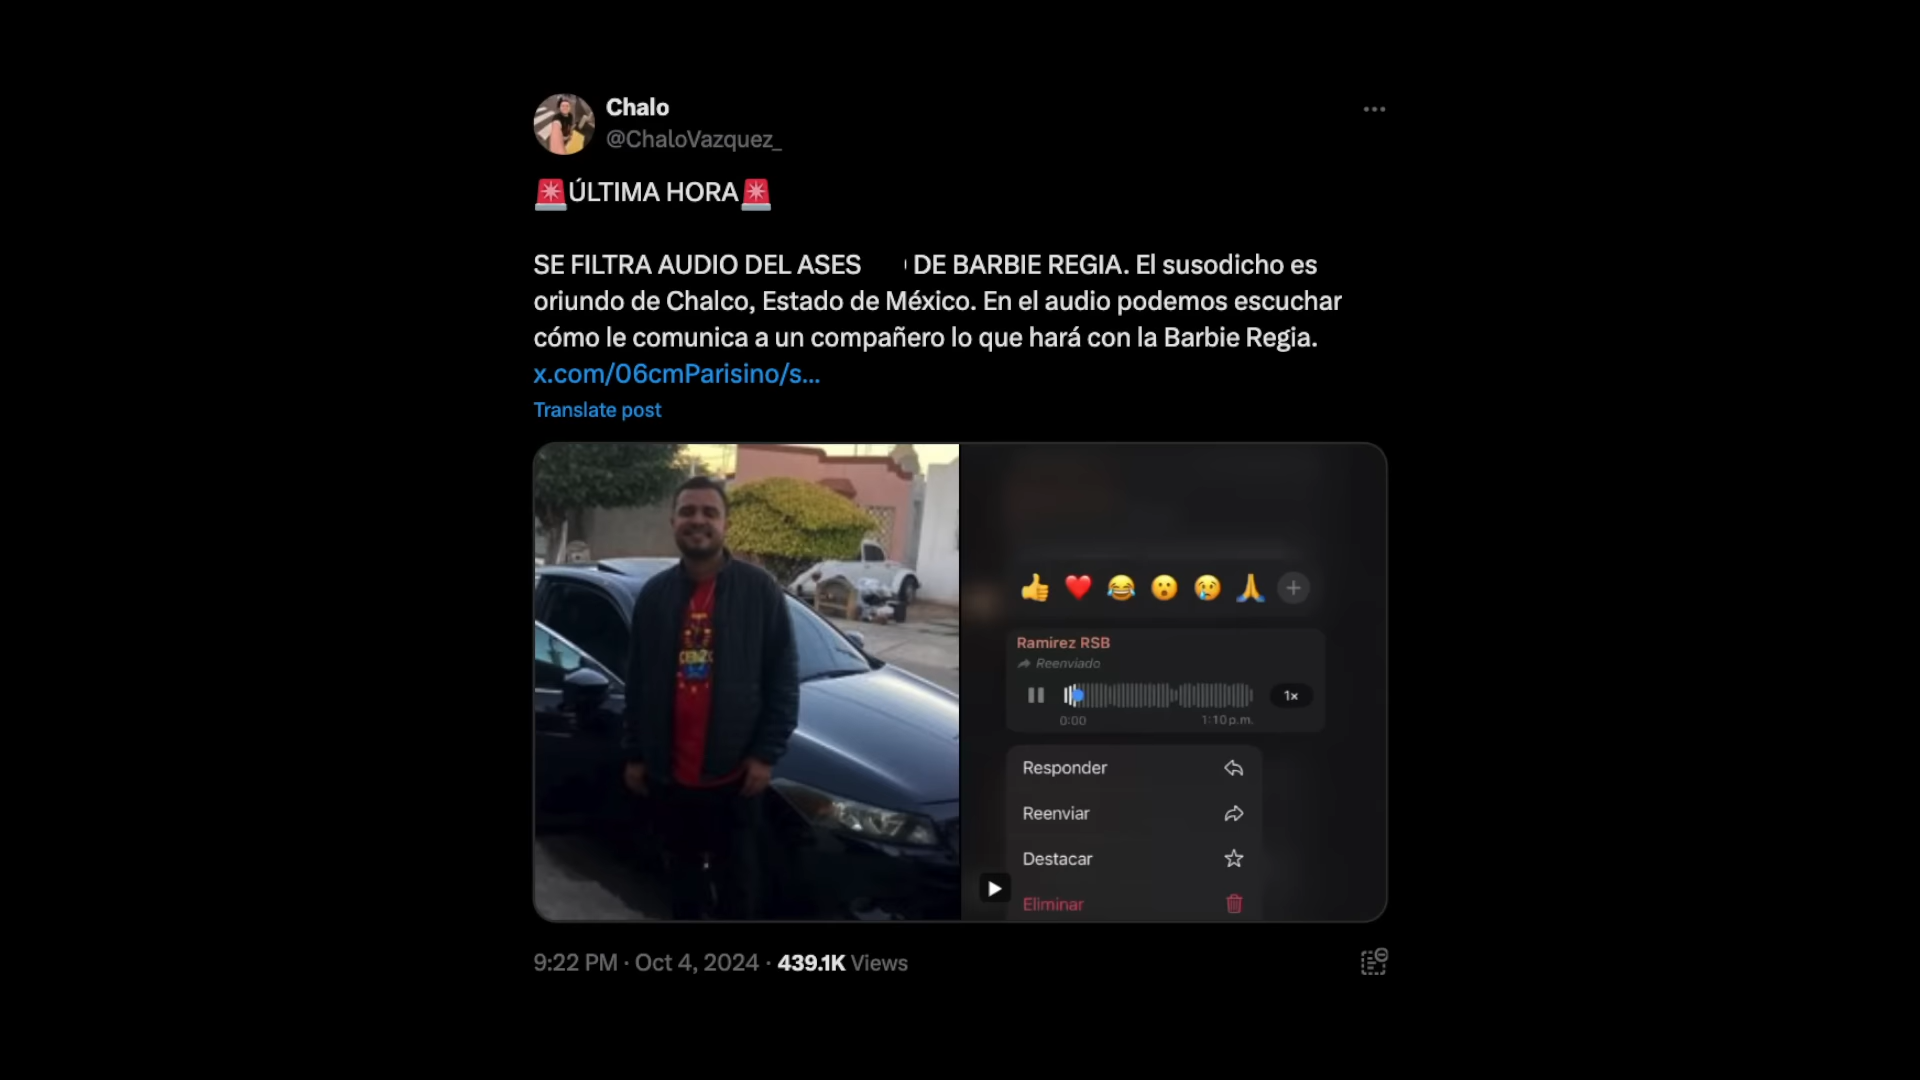 Chalo
@ChaloVazquez_
ÚLTIMA HORA
SE FILTRA AUDIO DEL ASES DE BARBIE REGIA. El susodicho es
oriundo de Chalco, Estado de México. En el audio podemos escuchar
cómo le comunica a un compañero lo que hará con la Barbie Regia.
x.com/06cmParisino/s...
Translate post
Ramirez RSB
Reenviado
1x
0:00 1:10 p.m.
Responder
Reenviar
Destacar
Eliminar
9:22 PM · Oct 4, 2024 · 439.1K Views